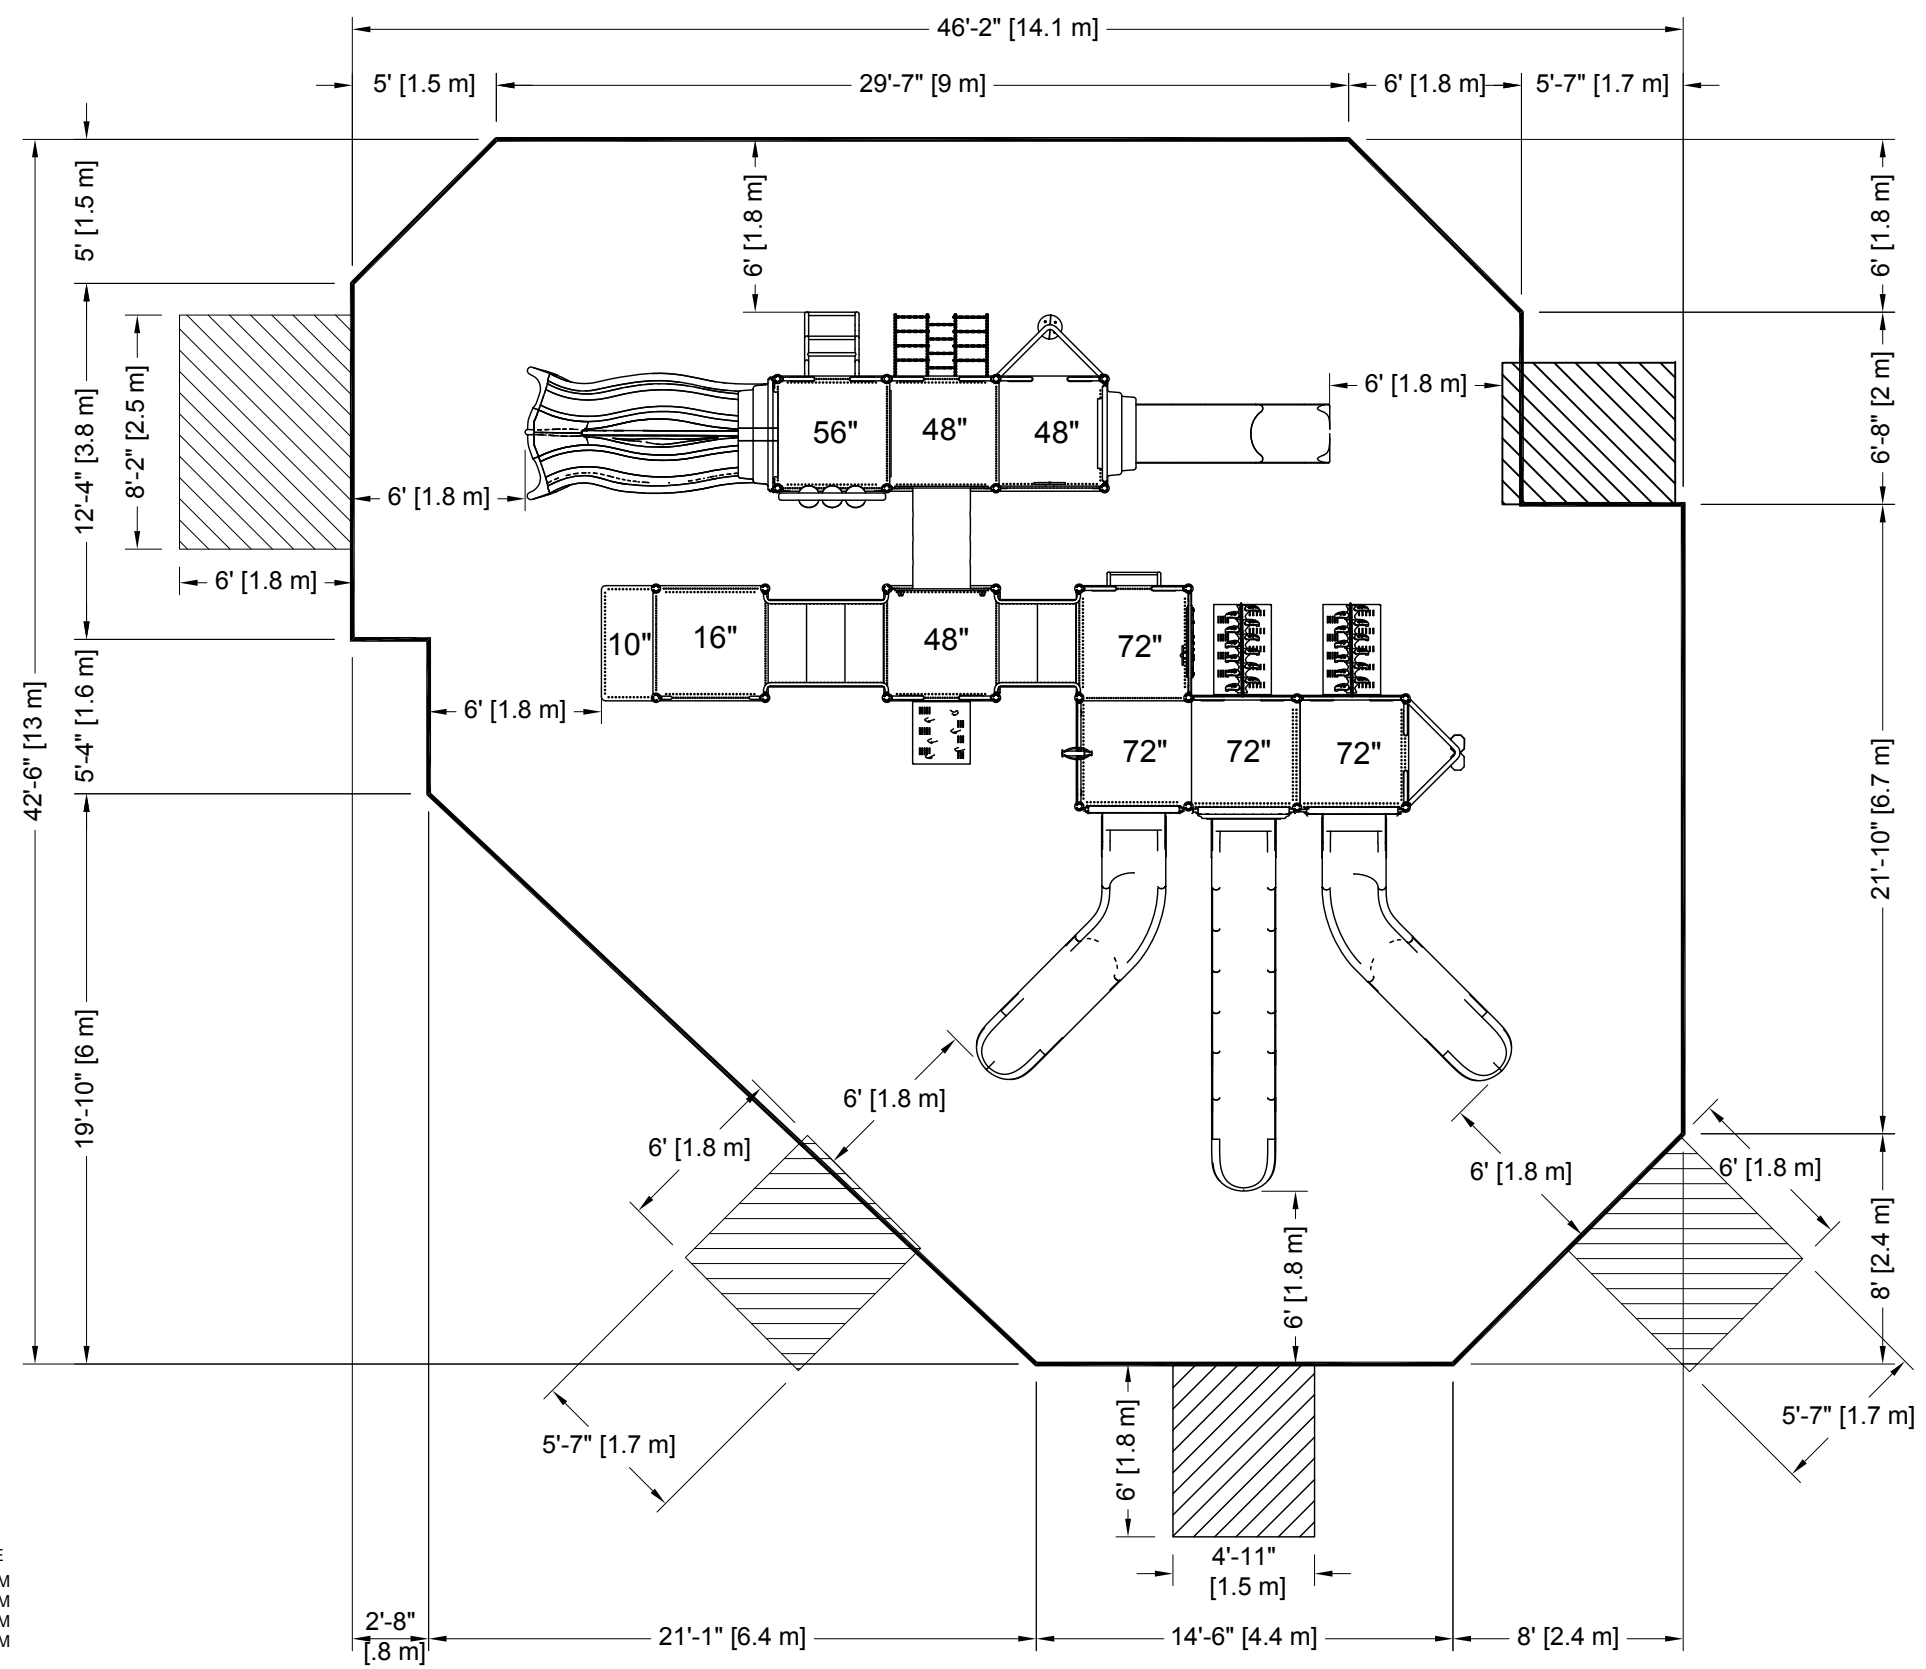 46'-2" [14.1 m]
5' [1.5 m]
29'-7" [9 m]
6' [1.8 m]
5'-7" [1.7 m]
5' [1.5 m]
6' [1.8 m]
6' [1.8 m]
8'-2" [2.5 m]
12'-4" [3.8 m]
6' [1.8 m]
6'-8" [2 m]
56"
48"
48"
6' [1.8 m]
6' [1.8 m]
10"
16"
48"
72"
6' [1.8 m]
5'-4" [1.6 m]
42'-6" [13 m]
72"
72"
72"
21'-10" [6.7 m]
19'-10" [6 m]
6' [1.8 m]
6' [1.8 m]
6' [1.8 m]
6' [1.8 m]
6' [1.8 m]
8' [2.4 m]
5'-7" [1.7 m]
6' [1.8 m]
5'-7" [1.7 m]
4'-11"
[1.5 m]
E
M
M
M
M
2'-8"
[.8 m]
21'-1" [6.4 m]
14'-6" [4.4 m]
8' [2.4 m]